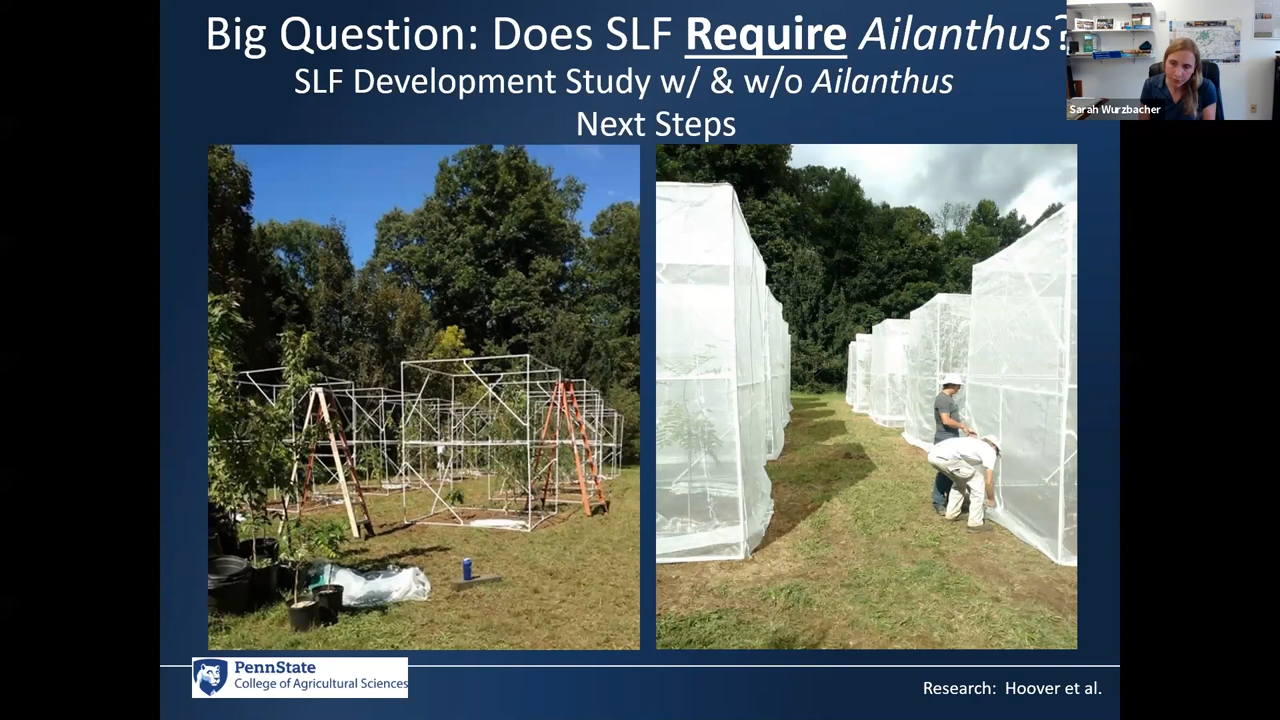 Big Question: Does SLF Require Ailanthus?
SLF Development Study w/ & w/o Ailanthus
Next Steps
Sarah Wurzbacher
PennState
College of Agricultural Sciences
Research: Hoover et al.